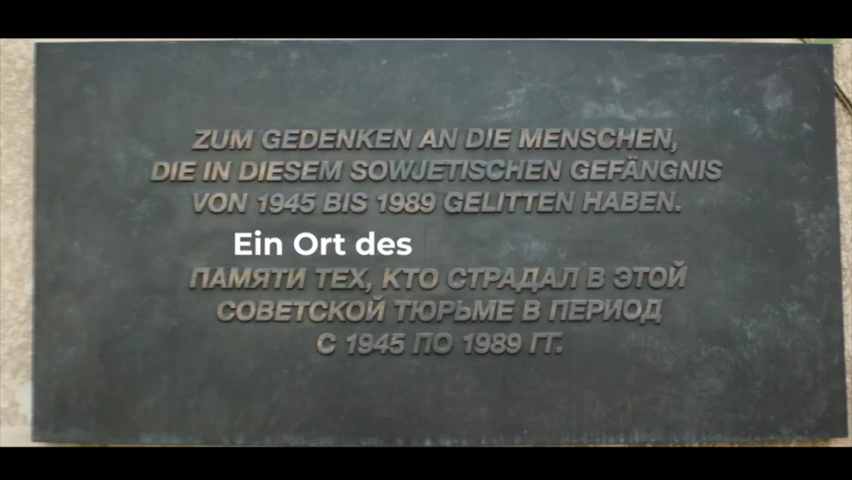 ZUM GEDENKEN AN DIE MENSCHEN,
DIE IN DIESEM SOWJETISCHEN GEFÄNGNIS
VON 1945 BIS 1989 GELITTEN HABEN.
Ein Ort des
ПАМЯТИ ТЕХ, КТО СТРАДАЛ В ЭТОЙ
СОВЕТСКОЙ ТЮРЬМЕ В ПЕРИОД
С 1945 ПО 1989 ГГ.